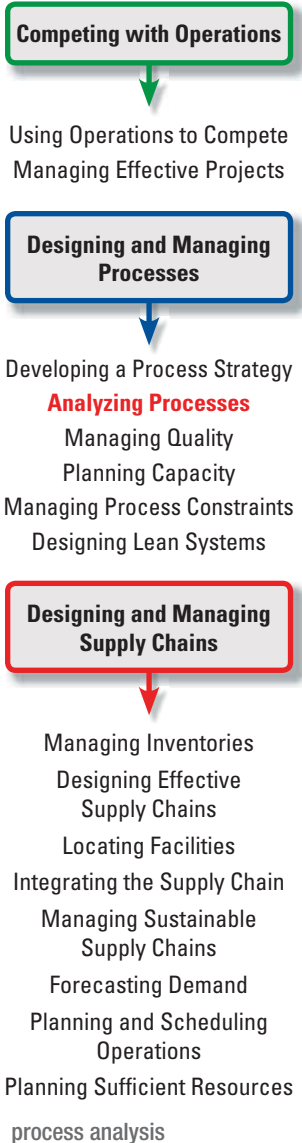 Competing with Operations
Using Operations to Compete
Managing Effective Projects
Designing and Managing
Processes
Developing a Process Strategy
Analyzing Processes
Managing Quality
Planning Capacity
Managing Process Constraints
Designing Lean Systems
Designing and Managing
Supply Chains
Managing Inventories
Designing Effective
Supply Chains
Locating Facilities
Integrating the Supply Chain
Managing Sustainable
Supply Chains
Forecasting Demand
Planning and Scheduling
Operations
Planning Sufficient Resources
process analysis